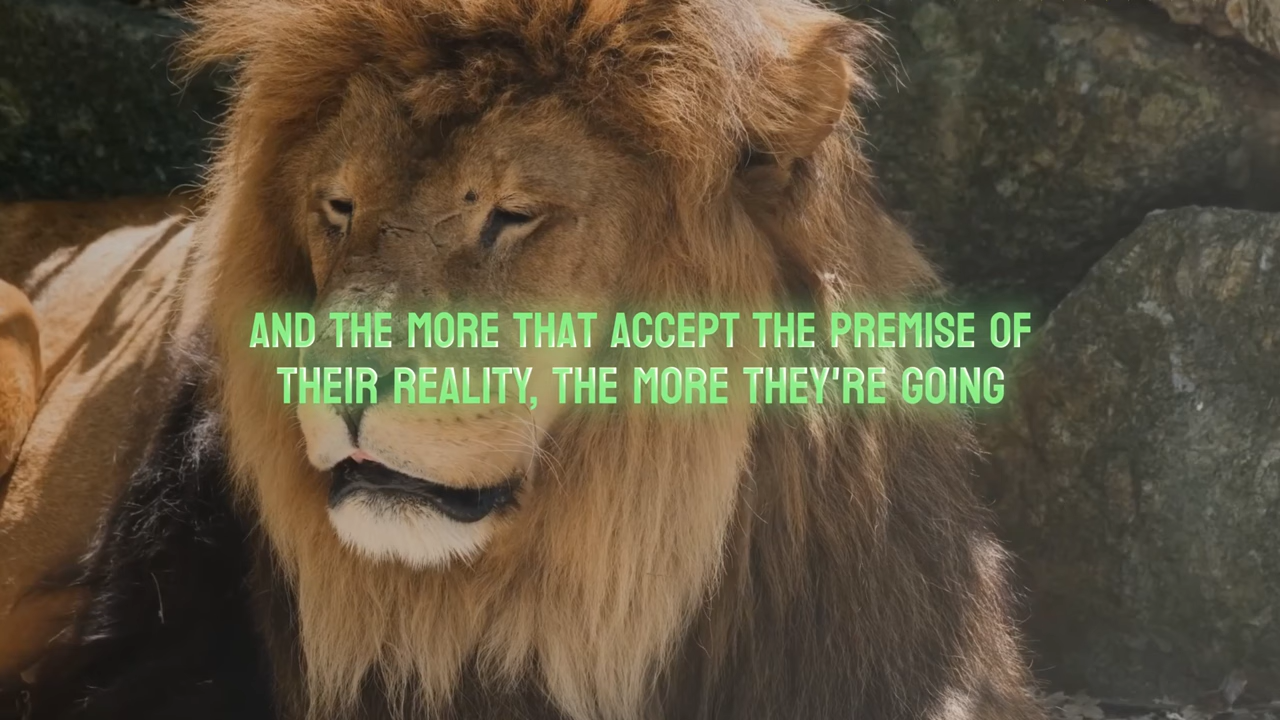 AND THE MORE THAT ACCEPT THE PREMISE OF
THEIR REALITY, THE MORE THEY'RE GOING